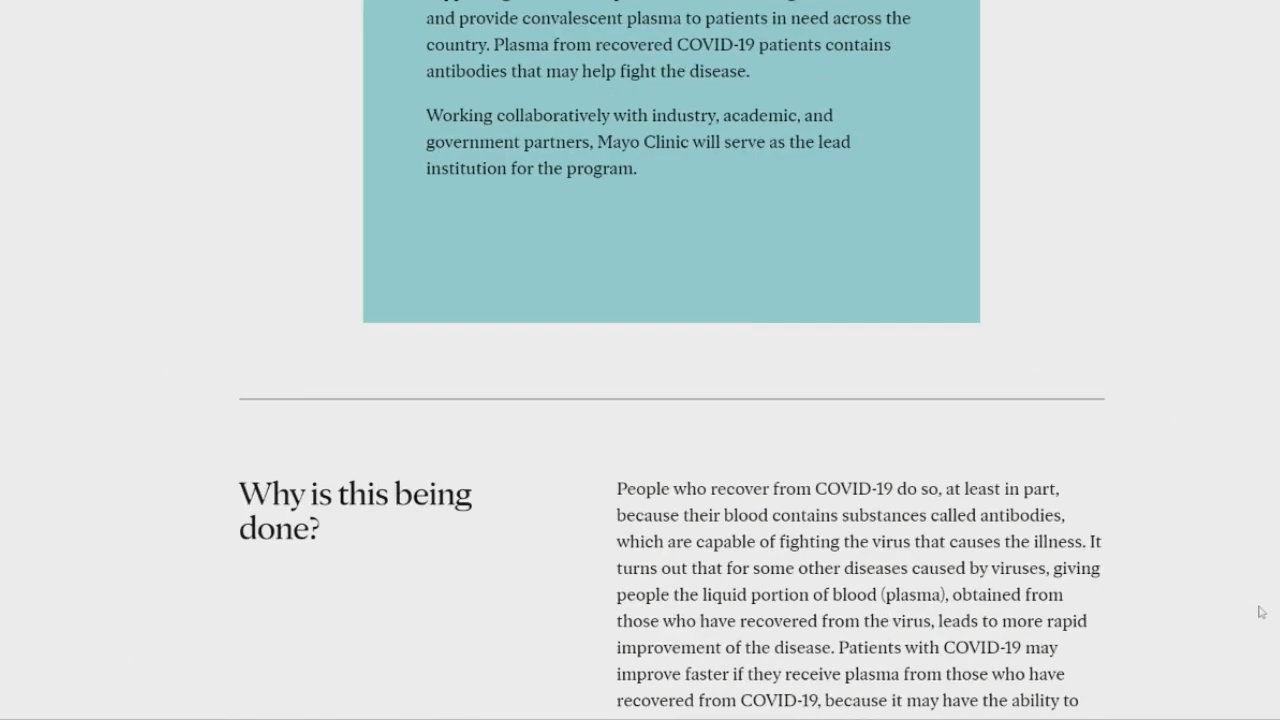 and provide convalescent plasma to patients in need across the
country. Plasma from recovered COVID-19 patients contains
antibodies that may help fight the disease.
Working collaboratively with industry, academic, and
government partners, Mayo Clinic will serve as the lead
institution for the program.
Why is this being
done?
People who recover from COVID-19 do so, at least in part,
because their blood contains substances called antibodies,
which are capable of fighting the virus that causes the illness. It
turns out that for some other diseases caused by viruses, giving
people the liquid portion of blood (plasma), obtained from
those who have recovered from the virus, leads to more rapid
improvement of the disease. Patients with COVID-19 may
improve faster if they receive plasma from those who have
recovered from COVID-19, because it may have the ability to